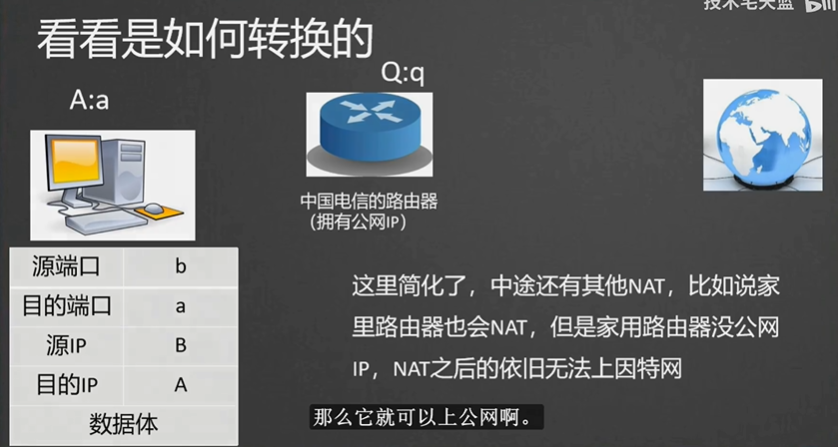 技术宅天蓝
看看是如何转换的
Q:q
A:a
中国电信的路由器
（拥有公网IP）
源端口 b
目的端口 a
源IP B
目的IP A
数据体
这里简化了，中途还有其他NAT，比如说家
里路由器也会NAT，但是家用路由器没公网
IP，NAT之后的依旧无法上因特网
那么它就可以上公网啊。